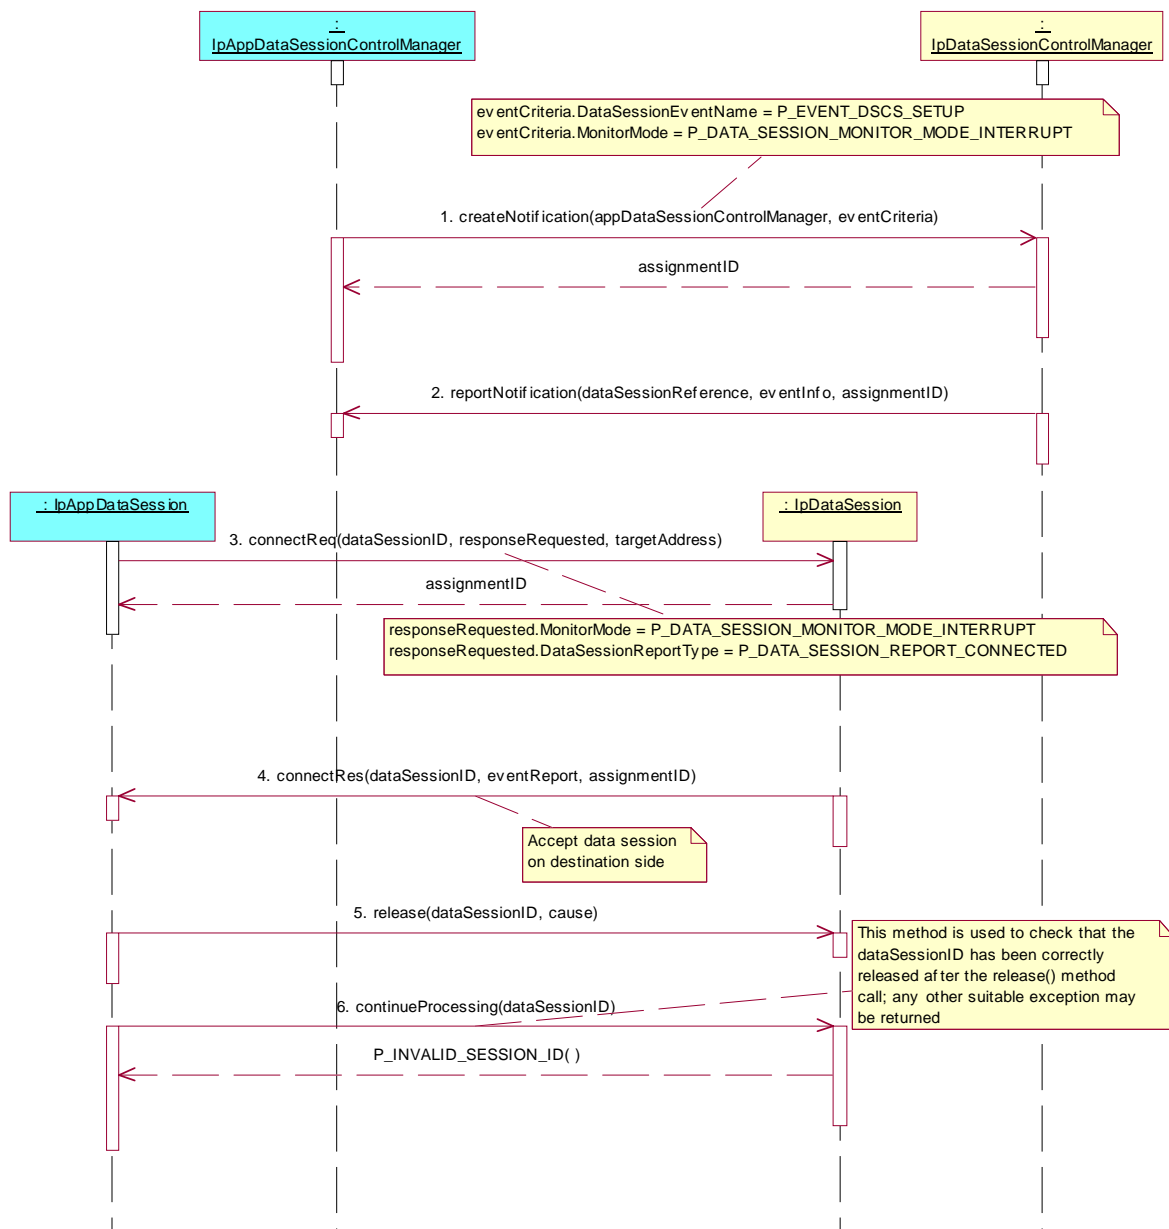 :
IpAppDataSessionControlManager
:
IpDataSessionControlManager
eventCriteria.DataSessionEventName = P_EVENT_DSCS_SETUP
eventCriteria.MonitorMode = P_DATA_SESSION_MONITOR_MODE_INTERRUPT
1. createNotification(appDataSessionControlManager, eventCriteria)
assignmentID
2. reportNotification(dataSessionReference, eventInfo, assignmentID)
: IpAppDataSession
: IpDataSession
3. connectReq(dataSessionID, responseRequested, targetAddress)
assignmentID
responseRequested.MonitorMode = P_DATA_SESSION_MONITOR_MODE_INTERRUPT
responseRequested.DataSessionReportType = P_DATA_SESSION_REPORT_CONNECTED
4. connectRes(dataSessionID, eventReport, assignmentID)
Accept data session
on destination side
5. release(dataSessionID, cause)
This method is used to check that the
dataSessionID has been correctly
released after the release() method
call; any other suitable exception may
be returned
6. continueProcessing(dataSessionID)
P_INVALID_SESSION_ID( )